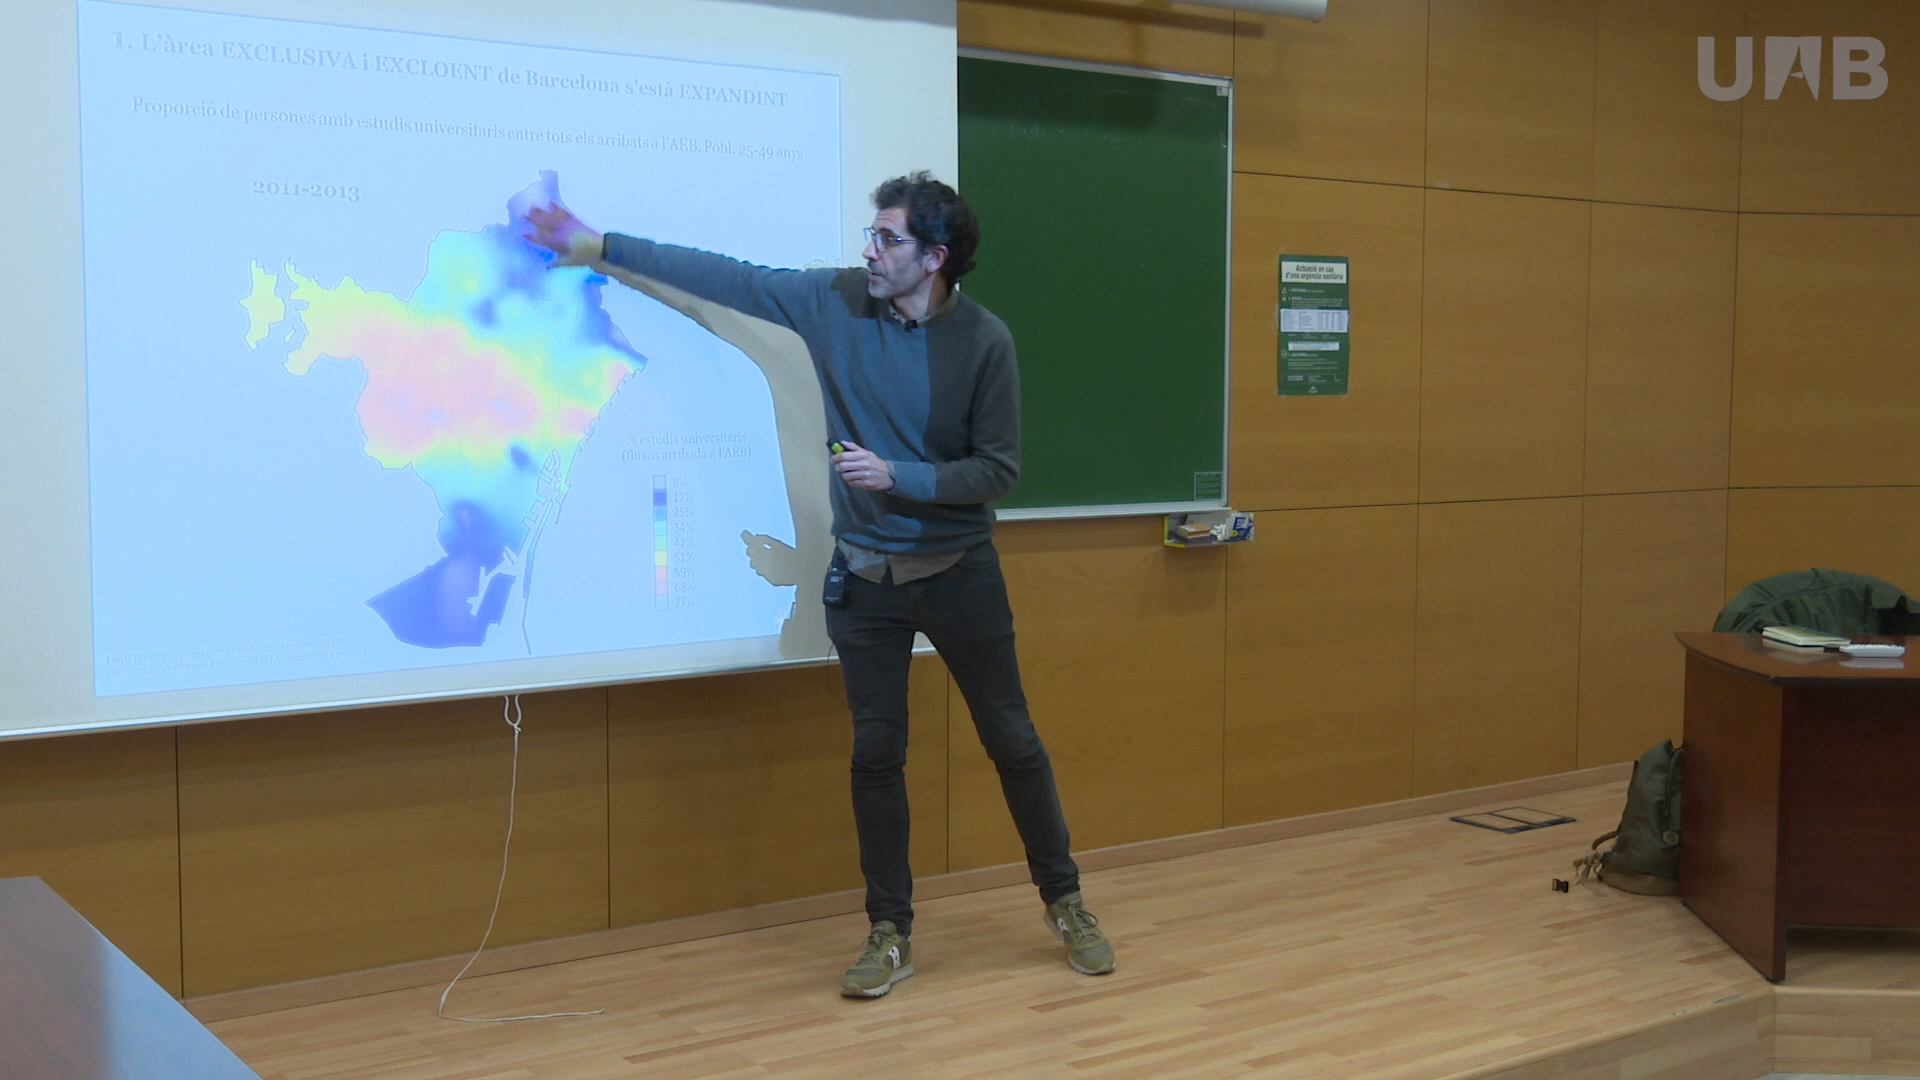 1. L'àrea EXCLUSIVA i EXCLOENT de Barcelona s'està EXPANDINT
Proporció de persones amb estudis universitaris entre tots els arribats a l'AEB. Pobl. 25-49 anys
2011-2013
% estudis universitaris
(fluxos arribada a l'AEB)
8%
17%
25%
34%
42%
51%
59%
68%
77%
UAB
Actuació en cas
d'una urgència sanitària